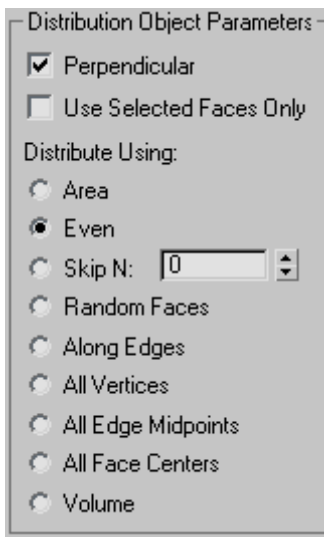 Distribution Object Parameters
Perpendicular
Use Selected Faces Only
Distribute Using:
Area
Even
Skip N: 0
Random Faces
Along Edges
All Vertices
All Edge Midpoints
All Face Centers
Volume